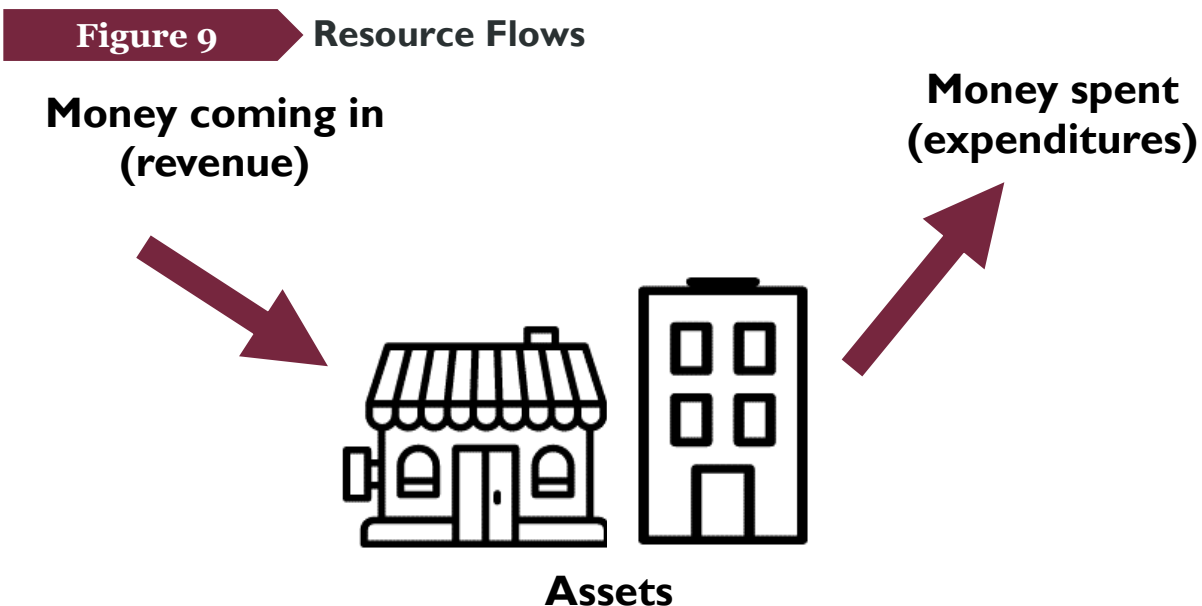 Figure 9
Resource Flows
Money coming in
(revenue)
Money spent
(expenditures)
Assets